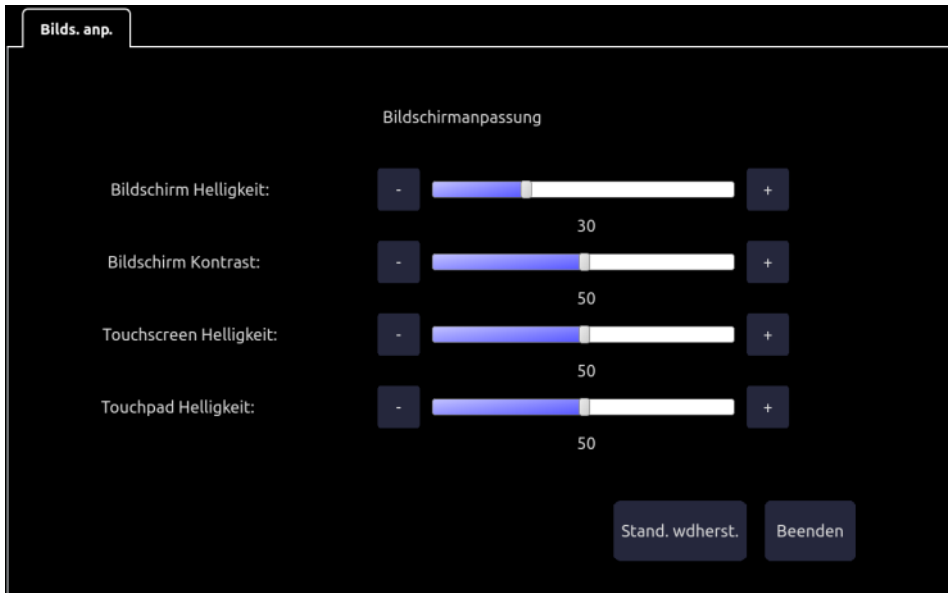 Bilds. anp.
Bildschirmanpassung
Bildschirm Helligkeit: - +
30
Bildschirm Kontrast: - +
50
Touchscreen Helligkeit: - +
50
Touchpad Helligkeit: - +
50
Stand. wdherst. Beenden